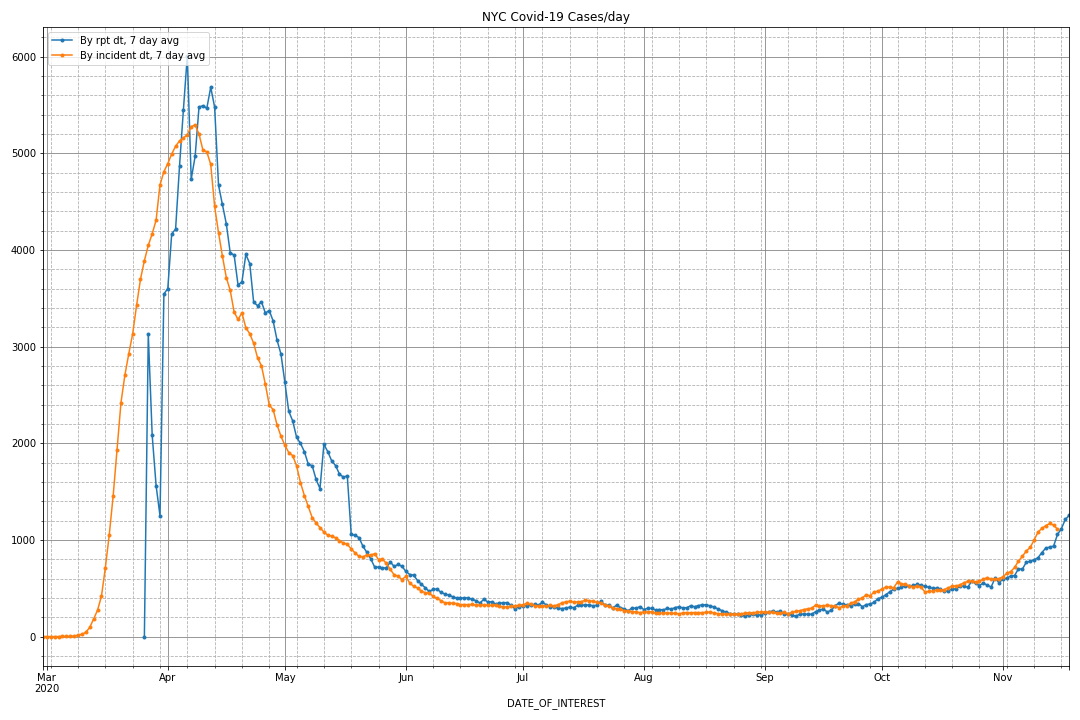 NYC Covid-19 Cases/day
By rpt dt, 7 day avg
By incident dt, 7 day avg
6000
5000
4000
3000
2000
1000
0
Mar Apr May Jun Jul Aug Sep Oct Nov
2020
DATE_OF_INTEREST